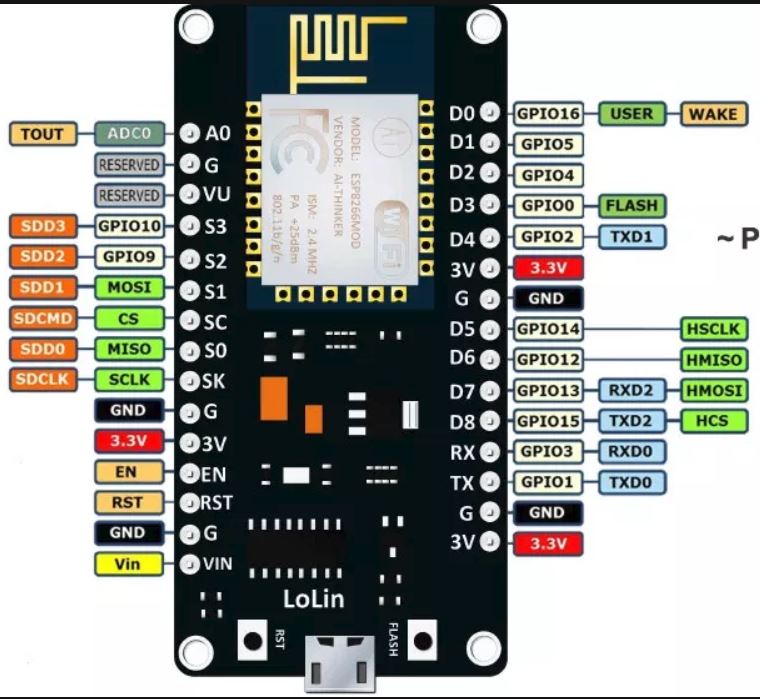 D0 GPIO16 USER WAKE
TOUT ADC0 A0
D1 GPIO5
RESERVED G
D2 GPIO4
RESERVED VU
D3 GPIO0 FLASH
SDD3 GPIO10 S3
D4 GPIO2 TXD1
~ P
SDD2 GPIO9 S2
3V 3.3V
SDD1 MOSI S1
G GND
SDCMD CS SC
D5 GPIO14 HSCLK
SDD0 MISO S0
D6 GPIO12 HMISO
SDCLK SCLK SK
D7 GPIO13 RXD2 HMOSI
GND G
D8 GPIO15 TXD2 HCS
3.3V 3V
RX GPIO3 RXD0
EN EN
TX GPIO1 TXD0
RST RST
G GND
GND G
3V 3.3V
Vin VIN
MODEL: ESP8266MOD
VENDOR: AI-THINKER
ISM: 2.4 MHZ
PA +25dBm
802.11b/g/n
Wi Fi
FC
AI
LoLin
RST
FLASH